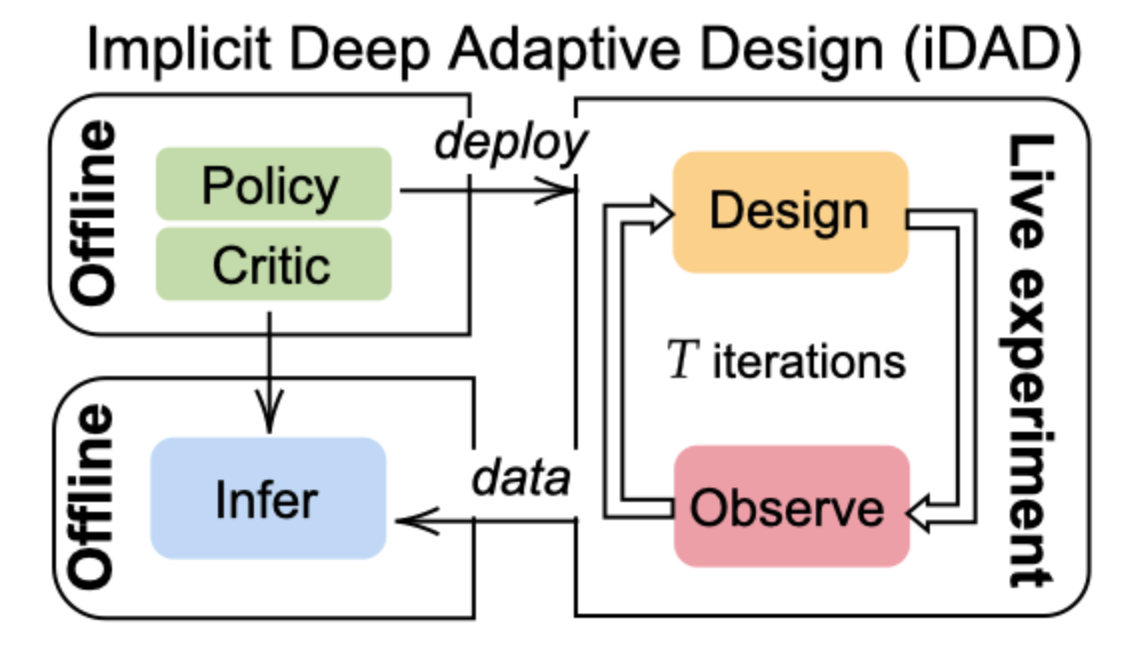 Implicit Deep Adaptive Design (iDAD)
Offline
Policy
Critic
deploy
Design
T iterations
Observe
Live experiment
Offline
Infer
data